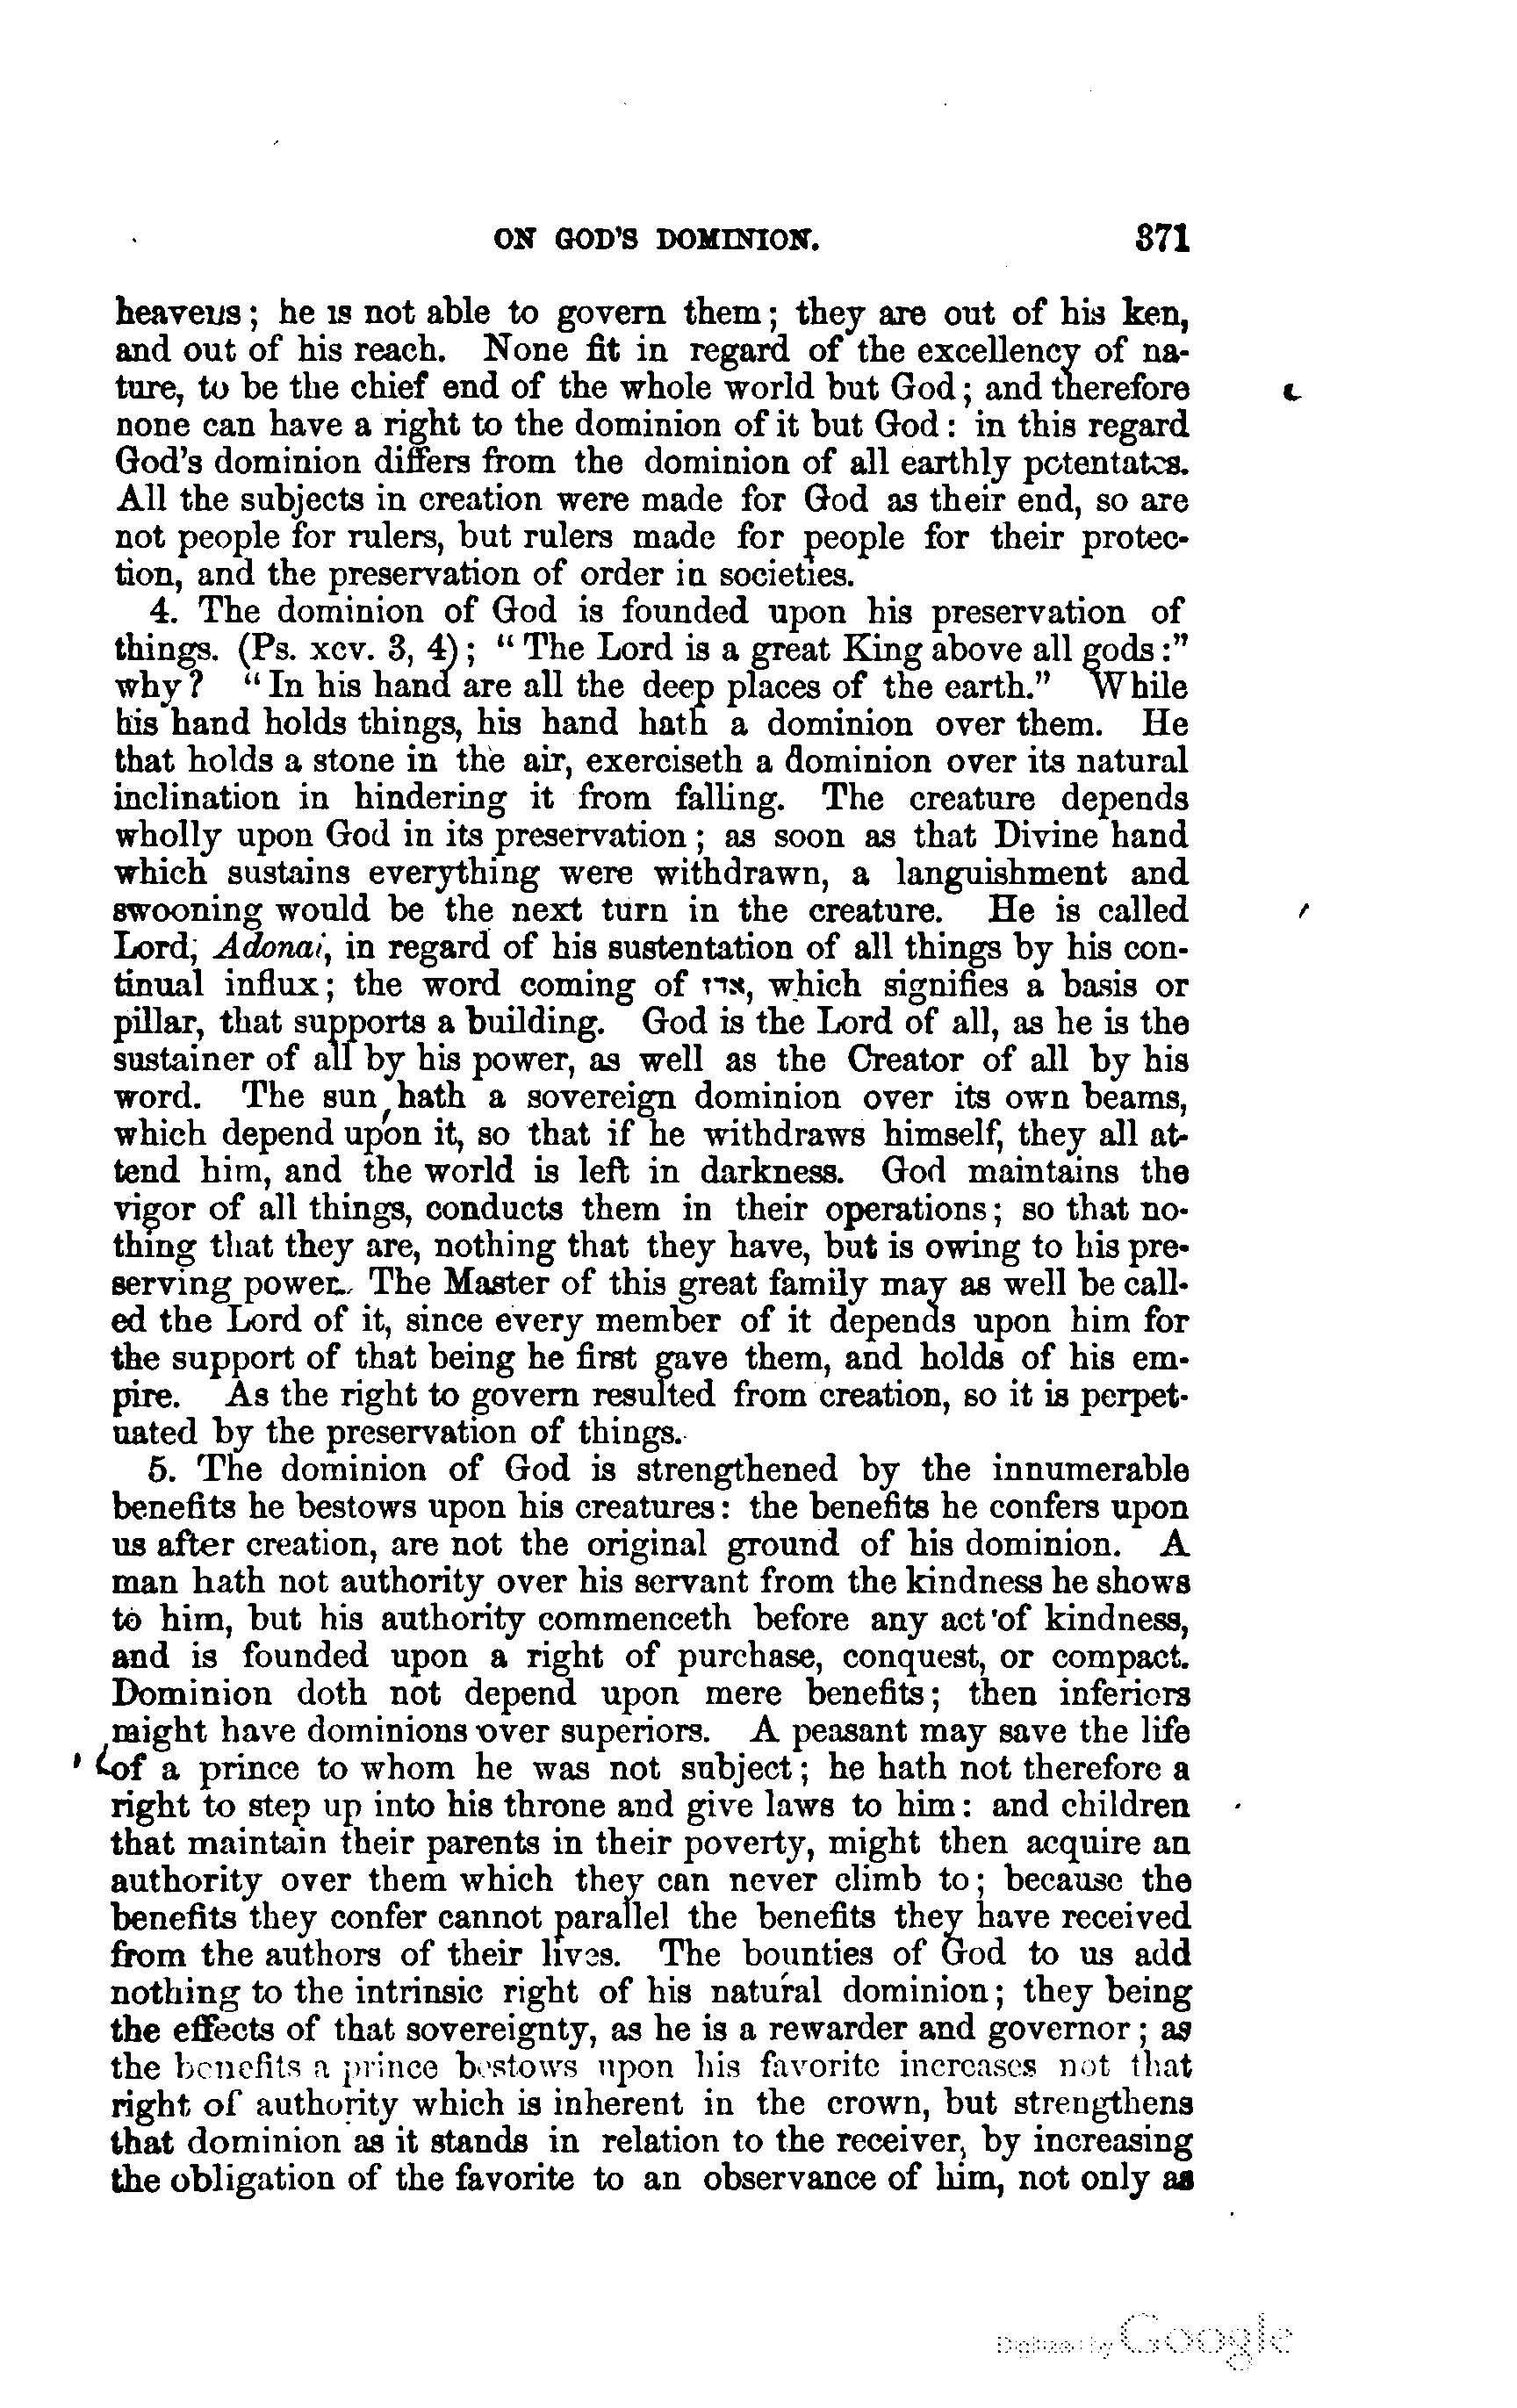 ON GOD'S DOMINION. 371
heavens; he is not able to govern them; they are out of his ken,
and out of his reach. None fit in regard of the excellency of na-
ture, to be the chief end of the whole world but God; and therefore
none can have a right to the dominion of it but God: in this regard
God's dominion differs from the dominion of all earthly potentates.
All the subjects in creation were made for God as their end, so are
not people for rulers, but rulers made for people for their protec-
tion, and the preservation of order in societies.
4. The dominion of God is founded upon his preservation of
things. (Ps. xcv. 3, 4); “ The Lord is a great King above all gods:”
why? “ In his hand are all the deep places of the earth.” While
his hand holds things, his hand hath a dominion over them. He
that holds a stone in the air, exerciseth a dominion over its natural
inclination in hindering it from falling. The creature depends
wholly upon God in its preservation; as soon as that Divine hand
which sustains everything were withdrawn, a languishment and
swooning would be the next turn in the creature. He is called
Lord, Adonai, in regard of his sustentation of all things by his con-
tinual influx; the word coming of , which signifies a basis or
pillar, that supports a building. God is the Lord of all, as he is the
sustainer of all by his power, as well as the Creator of all by his
word. The sun hath a sovereign dominion over its own beams,
which depend upon it, so that if he withdraws himself, they all at-
tend him, and the world is left in darkness. God maintains the
vigor of all things, conducts them in their operations; so that no-
thing that they are, nothing that they have, but is owing to his pre-
serving power. The Master of this great family may as well be call-
ed the Lord of it, since every member of it depends upon him for
the support of that being he first gave them, and holds of his em-
pire. As the right to govern resulted from creation, so it is perpet-
uated by the preservation of things.
5. The dominion of God is strengthened by the innumerable
benefits he bestows upon his creatures: the benefits he confers upon
us after creation, are not the original ground of his dominion. A
man hath not authority over his servant from the kindness he shows
to him, but his authority commenceth before any act of kindness,
and is founded upon a right of purchase, conquest, or compact.
Dominion doth not depend upon mere benefits; then inferiors
might have dominions over superiors. A peasant may save the life
of a prince to whom he was not subject; he hath not therefore a
right to step up into his throne and give laws to him: and children
that maintain their parents in their poverty, might then acquire an
authority over them which they can never climb to; because the
benefits they confer cannot parallel the benefits they have received
from the authors of their lives. The bounties of God to us add
nothing to the intrinsic right of his natural dominion; they being
the effects of that sovereignty, as he is a rewarder and governor; as
the benefits a prince bestows upon his favorite increases not that
right of authority which is inherent in the crown, but strengthens
that dominion as it stands in relation to the receiver, by increasing
the obligation of the favorite to an observance of him, not only as
Digitized by Google